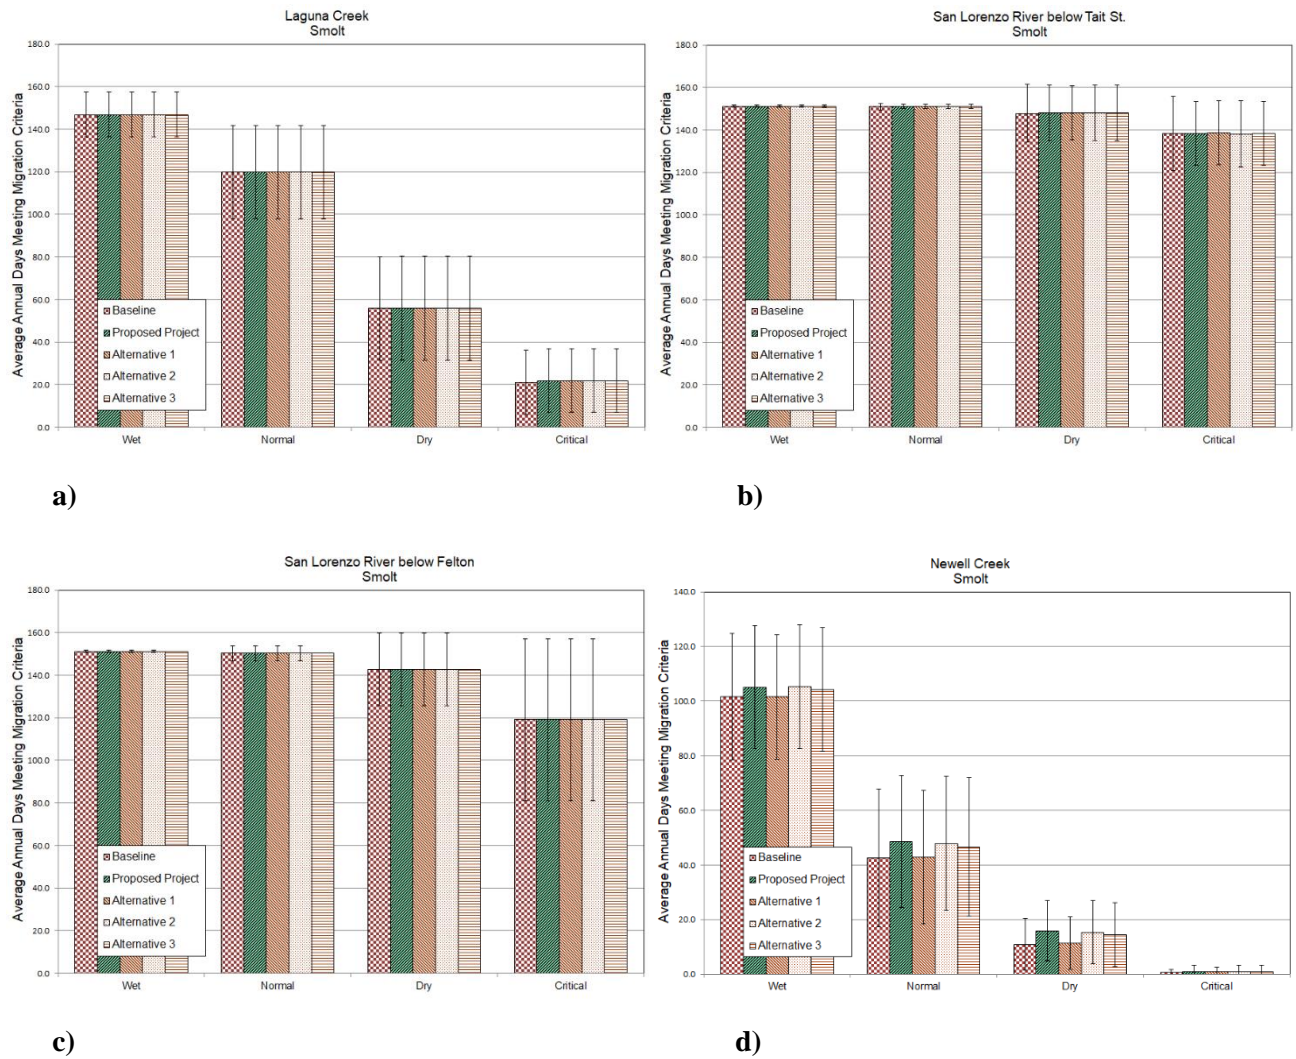 Laguna Creek
Smolt
Average Annual Days Meeting Migration Criteria
180.0
160.0
140.0
120.0
100.0
80.0
60.0
40.0
20.0
0.0
Baseline
Proposed Project
Alternative 1
Alternative 2
Alternative 3
Wet Normal Dry Critical
a)
San Lorenzo River below Tait St.
Smolt
Average Annual Days Meeting Migration Criteria
180.0
160.0
140.0
120.0
100.0
80.0
60.0
40.0
20.0
0.0
Baseline
Proposed Project
Alternative 1
Alternative 2
Alternative 3
Wet Normal Dry Critical
b)
San Lorenzo River below Felton
Smolt
Average Annual Days Meeting Migration Criteria
180.0
160.0
140.0
120.0
100.0
80.0
60.0
40.0
20.0
0.0
Baseline
Proposed Project
Alternative 1
Alternative 2
Alternative 3
Wet Normal Dry Critical
c)
Newell Creek
Smolt
Average Annual Days Meeting Migration Criteria
140.0
120.0
100.0
80.0
60.0
40.0
20.0
0.0
Baseline
Proposed Project
Alternative 1
Alternative 2
Alternative 3
Wet Normal Dry Critical
d)